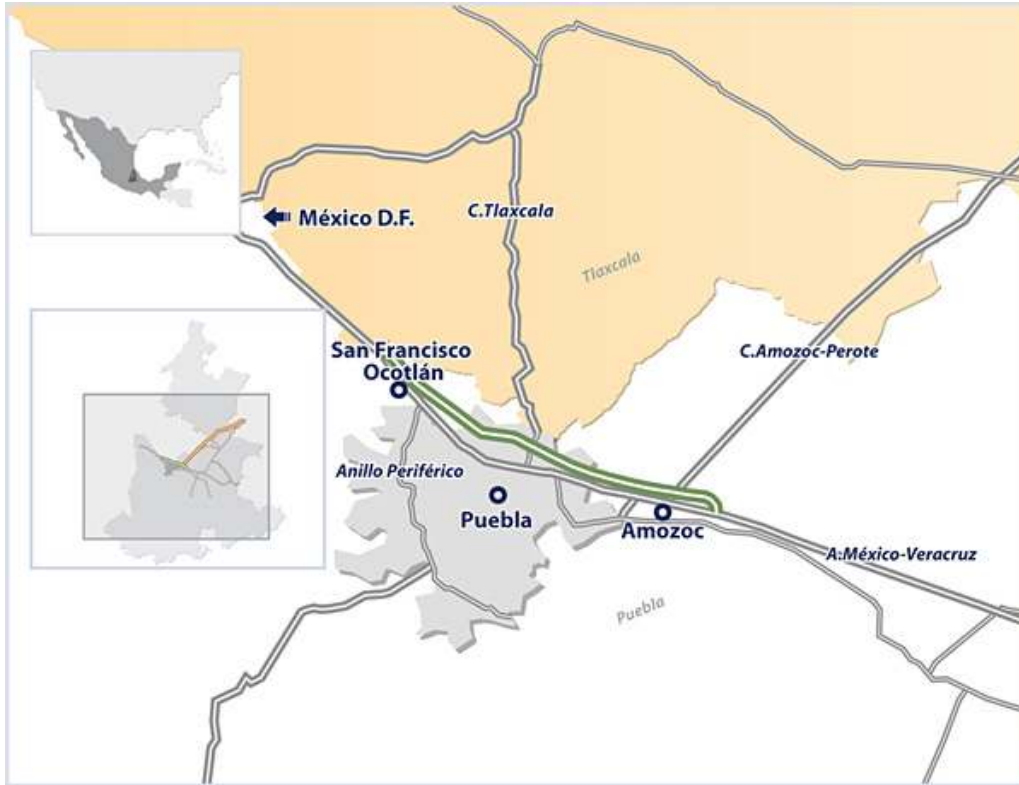 México D.F.
C.Tlaxcala
Tlaxcala
San Francisco
Ocotlán
C.Amozoc-Perote
Anillo Periférico
Puebla
Amozoc
A.México-Veracruz
Puebla